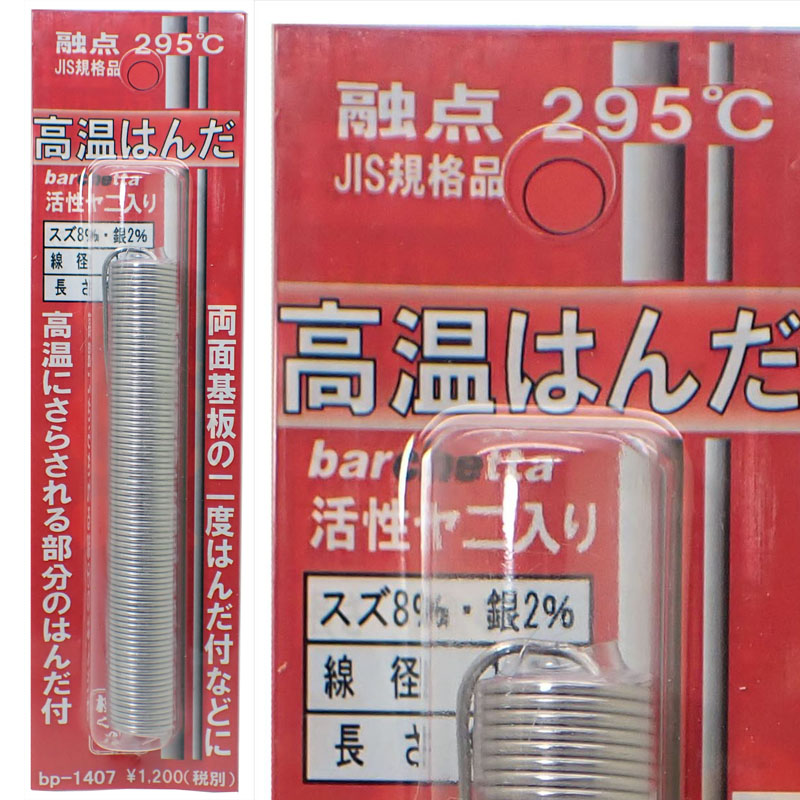 融点 295℃
JIS規格品
高温はんだ
barchetta
活性ヤニ入り
スズ8%・銀2%
線 径
長 さ
両面基板の二度はんだ付などに
高温にさらされる部分のはんだ付
bp-1407 ¥1,200(税別)
融点 295℃
JIS規格品
高温はんだ
barchetta
活性ヤニ入り
スズ8%・銀2%
線 径
長 さ